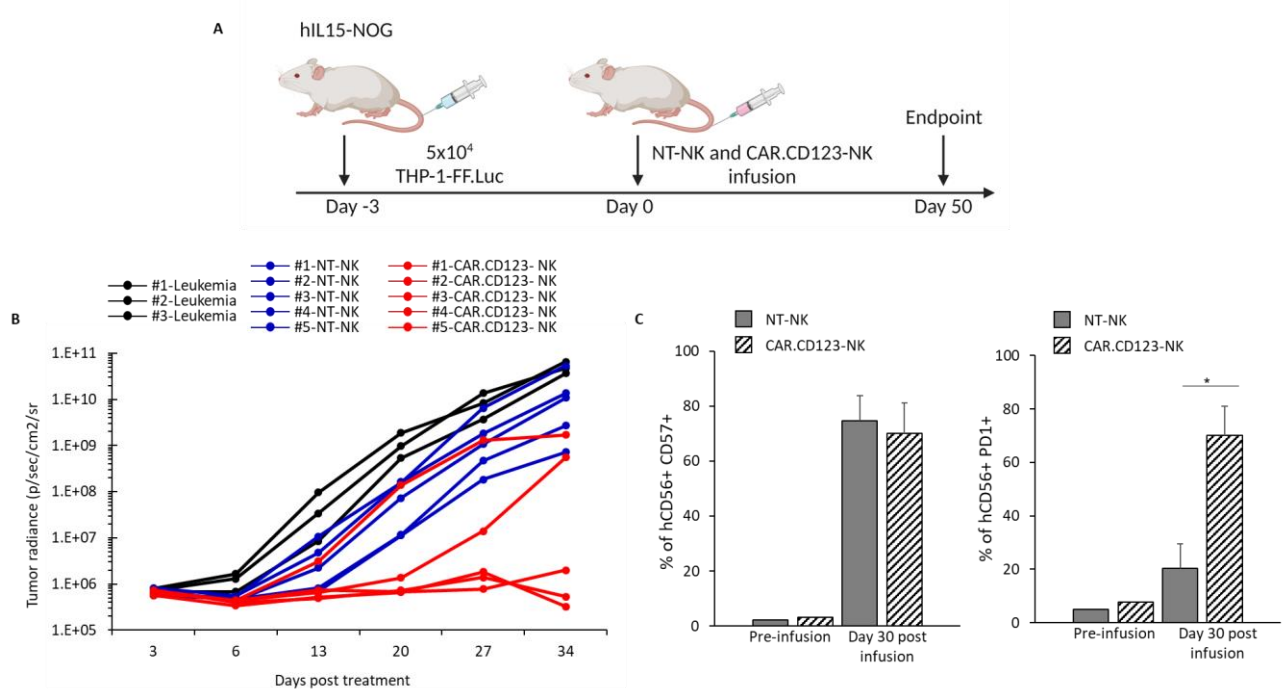 A
hIL15-NOG
5x10⁴
THP-1-FF.Luc
NT-NK and CAR.CD123-NK
infusion
Endpoint
Day -3
Day 0
Day 50
B
#1-Leukemia
#2-Leukemia
#3-Leukemia
#1-NT-NK
#2-NT-NK
#3-NT-NK
#4-NT-NK
#5-NT-NK
#1-CAR.CD123- NK
#2-CAR.CD123- NK
#3-CAR.CD123- NK
#4-CAR.CD123- NK
#5-CAR.CD123- NK
Tumor radiance (p/sec/cm2/sr
1.E+11
1.E+10
1.E+09
1.E+08
1.E+07
1.E+06
1.E+05
3 6 13 20 27 34
Days post treatment
C
NT-NK
CAR.CD123-NK
% of hCD56+ CD57+
100
80
60
40
20
0
Pre-infusion
Day 30 post
infusion
NT-NK
CAR.CD123-NK
% of hCD56+ PD1+
100
80
60
40
20
0
*
Pre-infusion
Day 30 post
infusion